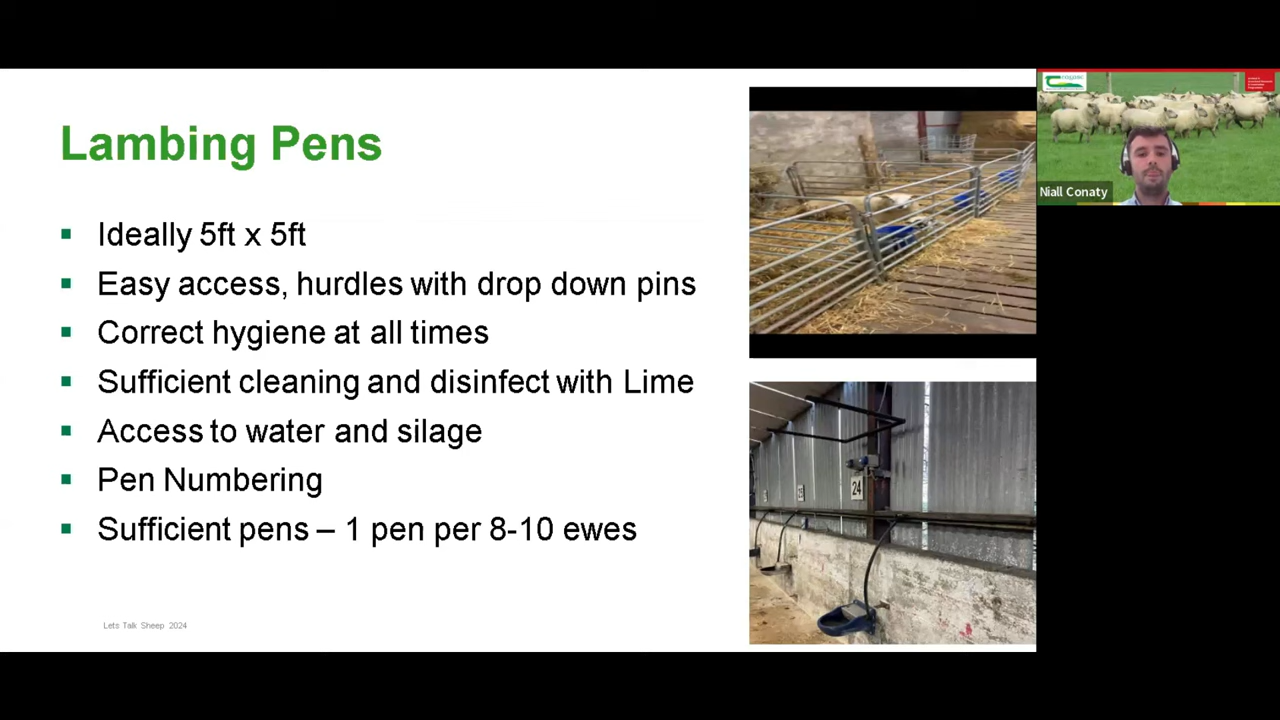 Lambing Pens
Ideally 5ft x 5ft
Easy access, hurdles with drop down pins
Correct hygiene at all times
Sufficient cleaning and disinfect with Lime
Access to water and silage
Pen Numbering
Sufficient pens – 1 pen per 8-10 ewes
Lets Talk Sheep 2024
24
Niall Conaty